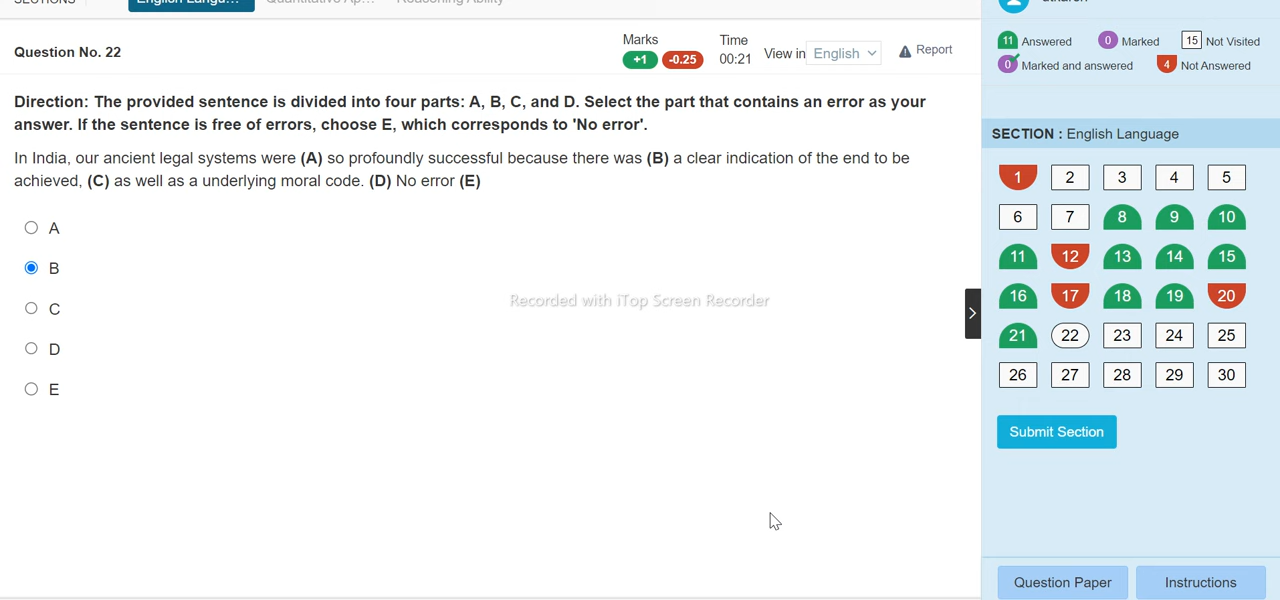 SECTIONS
English Langu...
Quantitative Ap...
Reasoning Ability
Question No. 22
Marks
+1 -0.25
Time
00:21
View in English
Report
Direction: The provided sentence is divided into four parts: A, B, C, and D. Select the part that contains an error as your
answer. If the sentence is free of errors, choose E, which corresponds to 'No error'.
In India, our ancient legal systems were (A) so profoundly successful because there was (B) a clear indication of the end to be
achieved, (C) as well as a underlying moral code. (D) No error (E)
A
B
C
D
E
Recorded with iTop Screen Recorder
11 Answered
0 Marked
15 Not Visited
0 Marked and answered
4 Not Answered
SECTION : English Language
1 2 3 4 5
6 7 8 9 10
11 12 13 14 15
16 17 18 19 20
21 22 23 24 25
26 27 28 29 30
Submit Section
Question Paper
Instructions